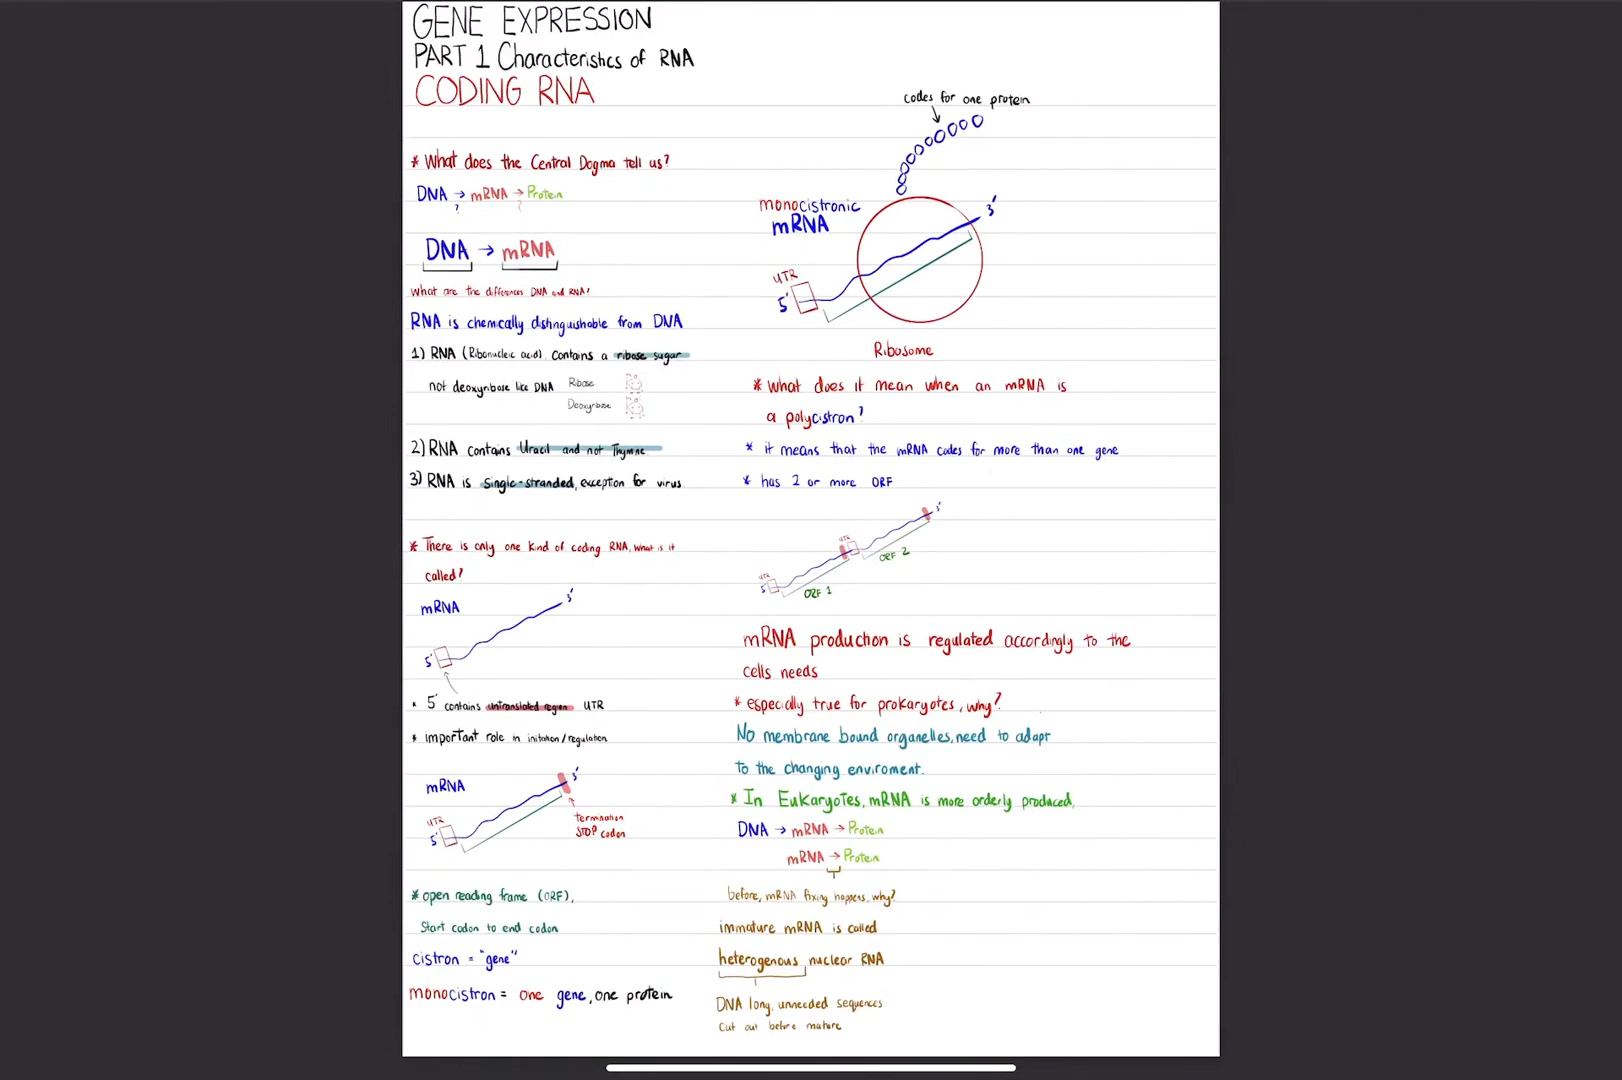 GENE EXPRESSION
PART 1 Characteristics of RNA
CODING RNA
* What does the Central Dogma tell us?
DNA → mRNA → Protein
? ?
DNA → mRNA
What are the differences DNA and RNA?
RNA is chemically distinguishable from DNA
1) RNA (Ribonucleic acid) contains a ribose sugar
not deoxyribose like DNA
Ribose
Deoxyribose
2) RNA contains Uracil and not Thymine
3) RNA is single-stranded, exception for virus
* There is only one kind of coding RNA, what is it
called?
mRNA
3'
5'
* 5' contains untranslated region UTR
* important role in initation/regulation
mRNA
3'
UTR
5'
termination
STOP codon
* open reading frame (ORF),
Start codon to end codon
cistron = "gene"
monocistron = one gene, one protein
codes for one protein
monocistronic
mRNA
3'
UTR
5'
Ribosome
* What does it mean when an mRNA is
a polycistron?
* it means that the mRNA codes for more than one gene
* has 2 or more ORF
3'
UTR
ORF 2
UTR
5'
ORF 1
mRNA production is regulated accordingly to the
cells needs
* especially true for prokaryotes, why?
No membrane bound organelles, need to adapt
to the changing enviroment.
* In Eukaryotes, mRNA is more orderly produced,
DNA → mRNA → Protein
mRNA → Protein
before, mRNA fixing happens, why?
immature mRNA is called
heterogenous nuclear RNA
DNA long, unneeded sequences
Cut out before mature